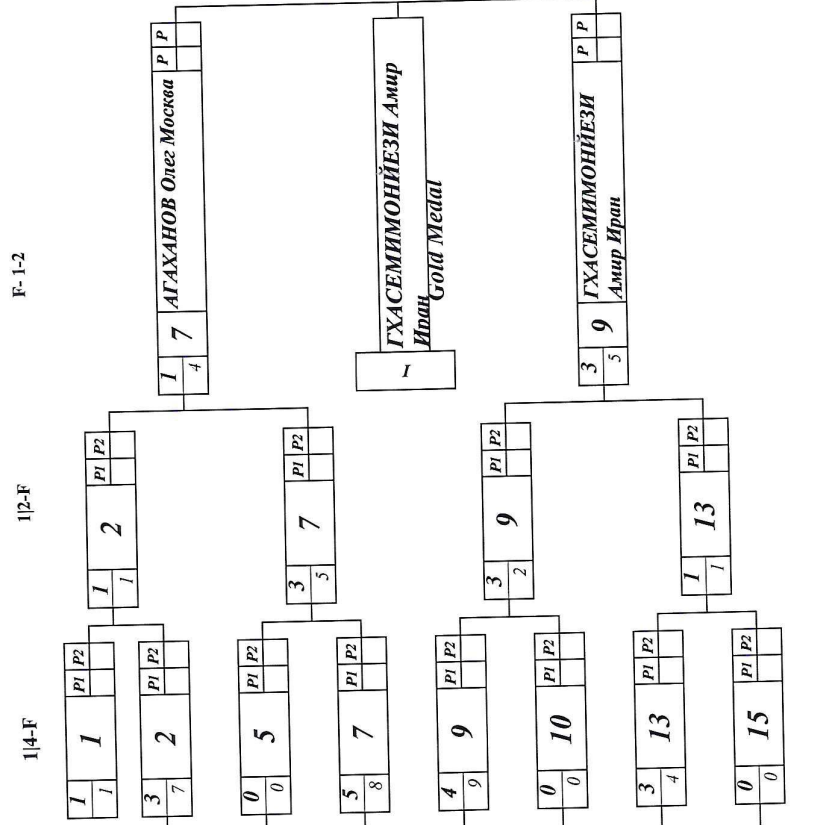 1|4-F
1|2-F
F- 1-2
1 1 P1 P2
1
1 2 P1 P2
1
3 2 P1 P2
7
1 7 АГАХАНОВ Олег Москва P P
4
0 5 P1 P2
0
3 7 P1 P2
5
5 7 P1 P2
8
I
ГХАСЕМИМОНЙЕЗИ Амир
Иран
Gold Medal
4 9 P1 P2
9
3 9 P1 P2
2
0 10 P1 P2
0
3 9 ГХАСЕМИМОНЙЕЗИ P P
5 Амир Иран
3 13 P1 P2
4
1 13 P1 P2
1
0 15 P1 P2
0